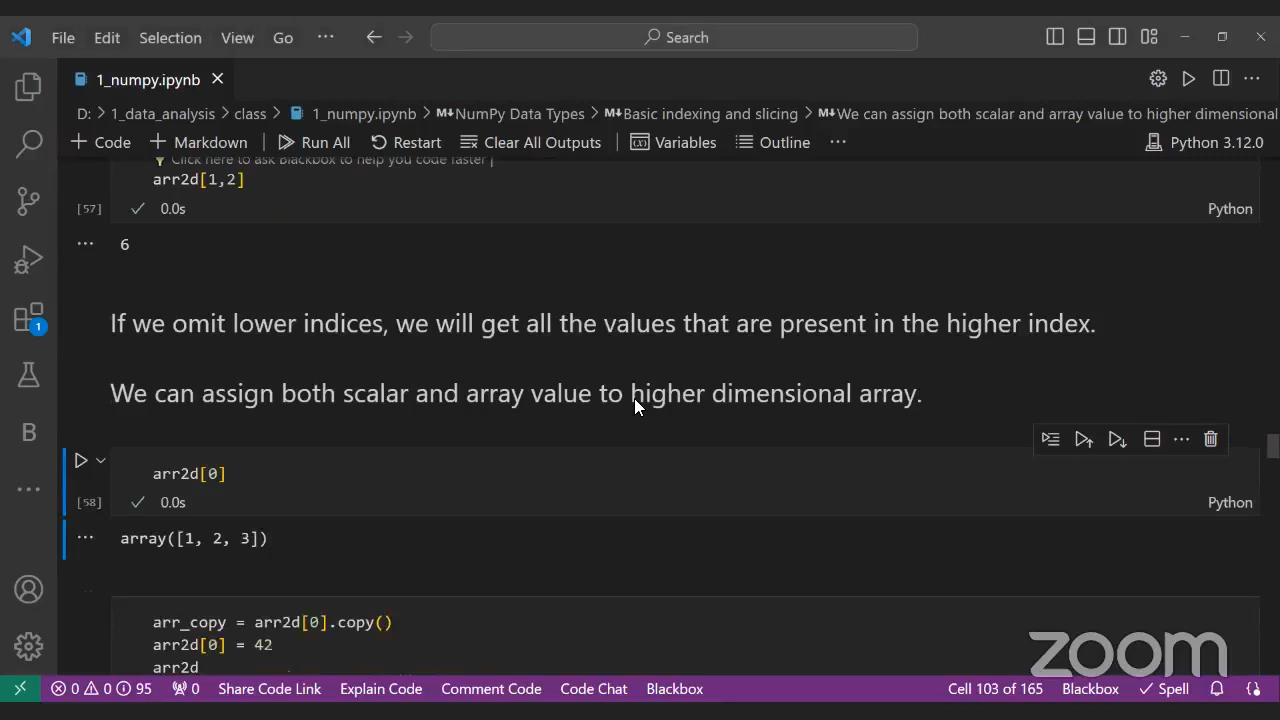 File Edit Selection View Go ··· Search
1_numpy.ipynb
D: > 1_data_analysis > class > 1_numpy.ipynb > NumPy Data Types > Basic indexing and slicing > We can assign both scalar and array value to higher dimensional
+ Code + Markdown Run All Restart Clear All Outputs Variables Outline ··· Python 3.12.0
Click here to ask Blackbox to help you code faster
arr2d[1,2]
[57] 0.0s Python
6
If we omit lower indices, we will get all the values that are present in the higher index.
We can assign both scalar and array value to higher dimensional array.
arr2d[0]
[58] 0.0s Python
array([1, 2, 3])
arr_copy = arr2d[0].copy()
arr2d[0] = 42
arr2d
zoom
1
B
0 0 95 0 Share Code Link Explain Code Comment Code Code Chat Blackbox Cell 103 of 165 Blackbox Spell